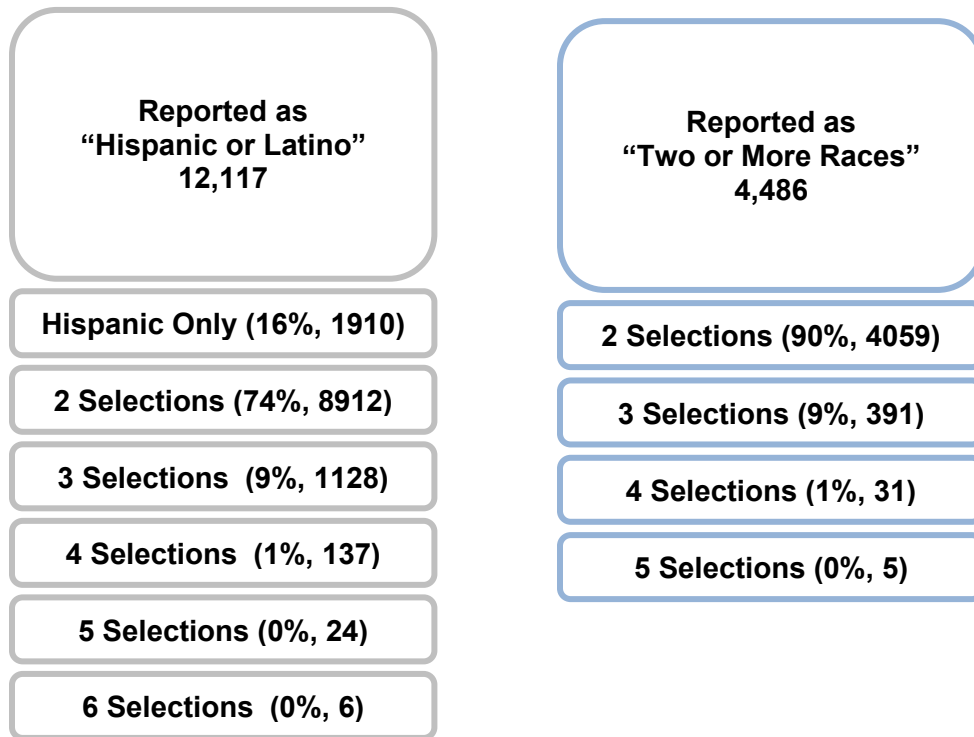 Reported as
“Hispanic or Latino”
12,117
Hispanic Only (16%, 1910)
2 Selections (74%, 8912)
3 Selections  (9%, 1128)
4 Selections  (1%, 137)
5 Selections (0%, 24)
6 Selections  (0%, 6)
Reported as
“Two or More Races”
4,486
2 Selections (90%, 4059)
3 Selections (9%, 391)
4 Selections (1%, 31)
5 Selections (0%, 5)